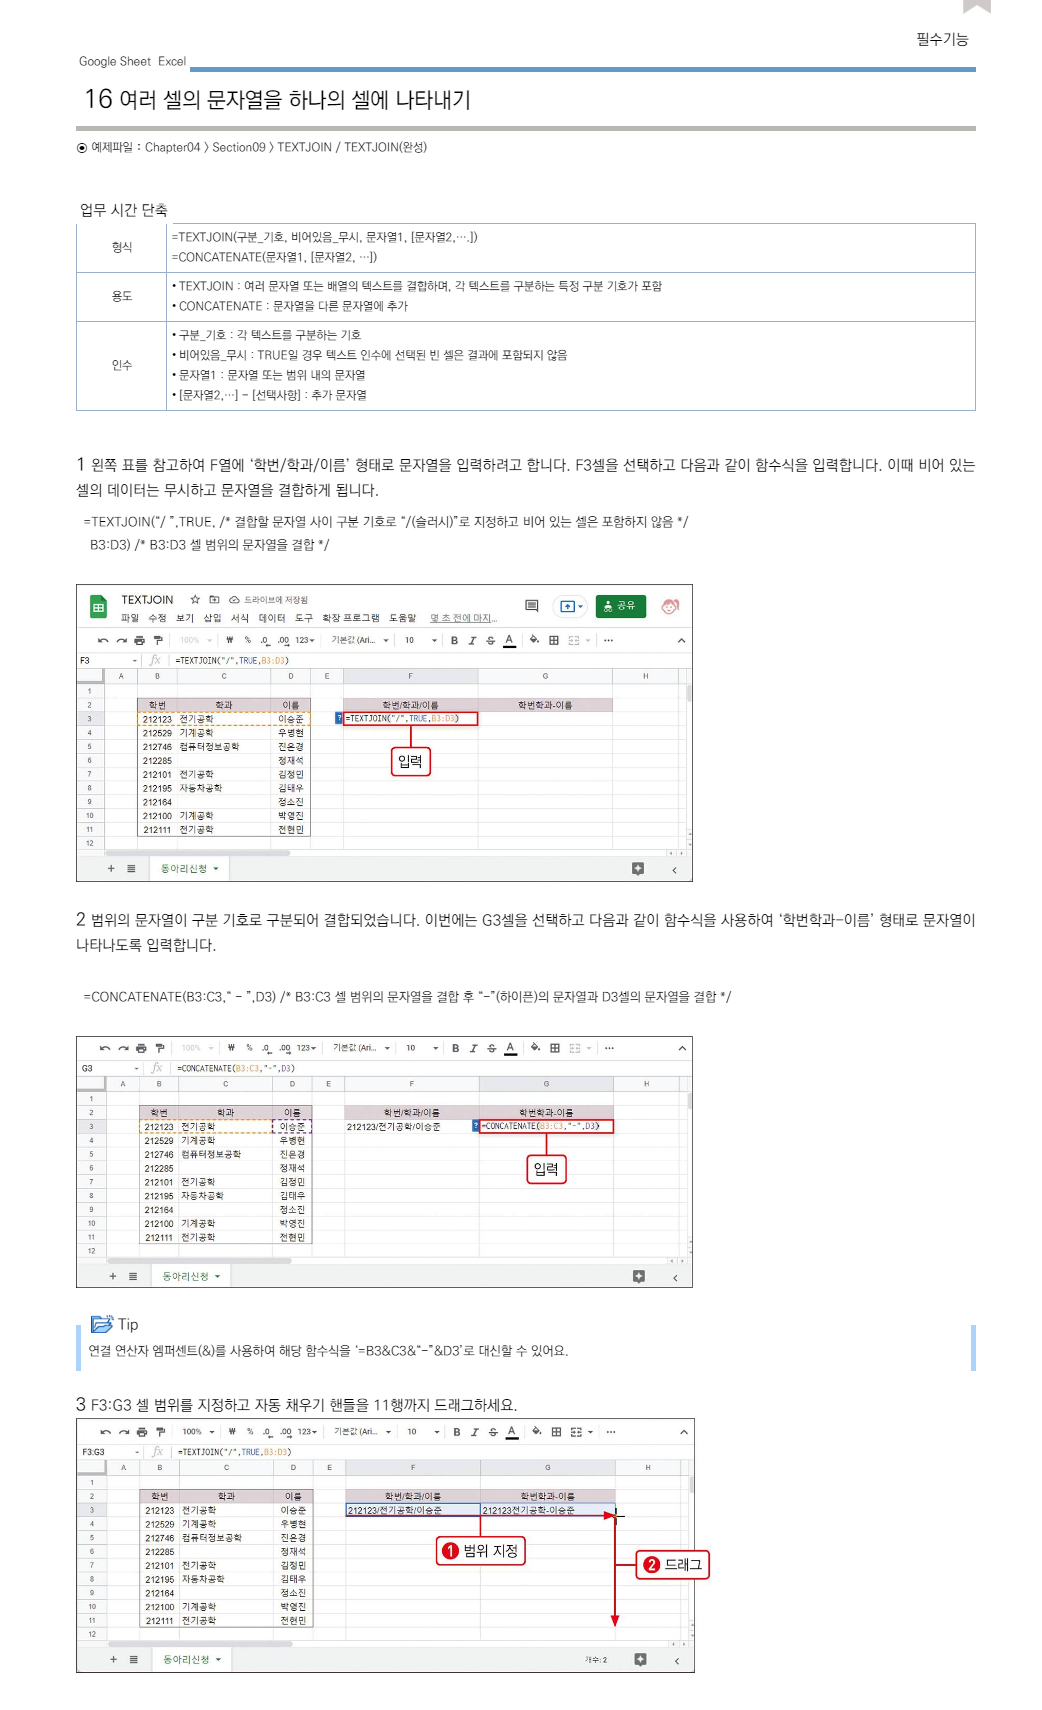 필수기능
Google Sheet Excel
16 여러 셀의 문자열을 하나의 셀에 나타내기
예제파일 : Chapter04 > Section09 > TEXTJOIN / TEXTJOIN(완성)
업무 시간 단축
형식
=TEXTJOIN(구분_기호, 비어있음_무시, 문자열1, [문자열2,….])
=CONCATENATE(문자열1, [문자열2, …])
용도
• TEXTJOIN : 여러 문자열 또는 배열의 텍스트를 결합하며, 각 텍스트를 구분하는 특정 구분 기호가 포함
• CONCATENATE : 문자열을 다른 문자열에 추가
인수
• 구분_기호 : 각 텍스트를 구분하는 기호
• 비어있음_무시 : TRUE일 경우 텍스트 인수에 선택된 빈 셀은 결과에 포함되지 않음
• 문자열1 : 문자열 또는 범위 내의 문자열
• [문자열2,…] - [선택사항] : 추가 문자열
1 왼쪽 표를 참고하여 F열에 ‘학번/학과/이름’ 형태로 문자열을 입력하려고 합니다. F3셀을 선택하고 다음과 같이 함수식을 입력합니다. 이때 비어 있는
셀의 데이터는 무시하고 문자열을 결합하게 됩니다.
=TEXTJOIN(“/ ”,TRUE, /* 결합할 문자열 사이 구분 기호로 “/(슬러시)”로 지정하고 비어 있는 셀은 포함하지 않음 */
B3:D3) /* B3:D3 셀 범위의 문자열을 결합 */
TEXTJOIN 드라이브에 저장됨
공유
파일 수정 보기 삽입 서식 데이터 도구 확장 프로그램 도움말 몇 초 전에 마지...
100% ₩ % .0 .00 123 기본값 (Ari... 10 B I S A
F3 fx =TEXTJOIN("/",TRUE,B3:D3)
A B C D E F G H
1
2 학번 학과 이름 학번/학과/이름 학번학과-이름
3 212123 전기공학 이승준 ? =TEXTJOIN("/",TRUE,B3:D3)
4 212529 기계공학 우병현
5 212746 컴퓨터정보공학 진은경
6 212285 정재석
입력
7 212101 전기공학 김정민
8 212195 자동차공학 김태우
9 212164 정소진
10 212100 기계공학 박영진
11 212111 전기공학 전현민
12
+ 동아리신청
2 범위의 문자열이 구분 기호로 구분되어 결합되었습니다. 이번에는 G3셀을 선택하고 다음과 같이 함수식을 사용하여 ‘학번학과-이름’ 형태로 문자열이
나타나도록 입력합니다.
=CONCATENATE(B3:C3,“ - ”,D3) /* B3:C3 셀 범위의 문자열을 결합 후 “-”(하이픈)의 문자열과 D3셀의 문자열을 결합 */
100% ₩ % .0 .00 123 기본값 (Ari... 10 B I S A
G3 fx =CONCATENATE(B3:C3,"-",D3)
A B C D E F G H
1
2 학번 학과 이름 학번/학과/이름 학번학과-이름
3 212123 전기공학 이승준 212123/전기공학/이승준 ? =CONCATENATE(B3:C3,"-",D3)
4 212529 기계공학 우병현
5 212746 컴퓨터정보공학 진은경
6 212285 정재석
입력
7 212101 전기공학 김정민
8 212195 자동차공학 김태우
9 212164 정소진
10 212100 기계공학 박영진
11 212111 전기공학 전현민
12
+ 동아리신청
Tip
연결 연산자 엠퍼센트(&)를 사용하여 해당 함수식을 ‘=B3&C3&“-”&D3’로 대신할 수 있어요.
3 F3:G3 셀 범위를 지정하고 자동 채우기 핸들을 11행까지 드래그하세요.
100% ₩ % .0 .00 123 기본값 (Ari... 10 B I S A
F3:G3 fx =TEXTJOIN("/",TRUE,B3:D3)
A B C D E F G H
1
2 학번 학과 이름 학번/학과/이름 학번학과-이름
3 212123 전기공학 이승준 212123/전기공학/이승준 212123전기공학-이승준
4 212529 기계공학 우병현
5 212746 컴퓨터정보공학 진은경
6 212285 정재석
1 범위 지정
7 212101 전기공학 김정민
2 드래그
8 212195 자동차공학 김태우
9 212164 정소진
10 212100 기계공학 박영진
11 212111 전기공학 전현민
12
+ 동아리신청 개수: 2